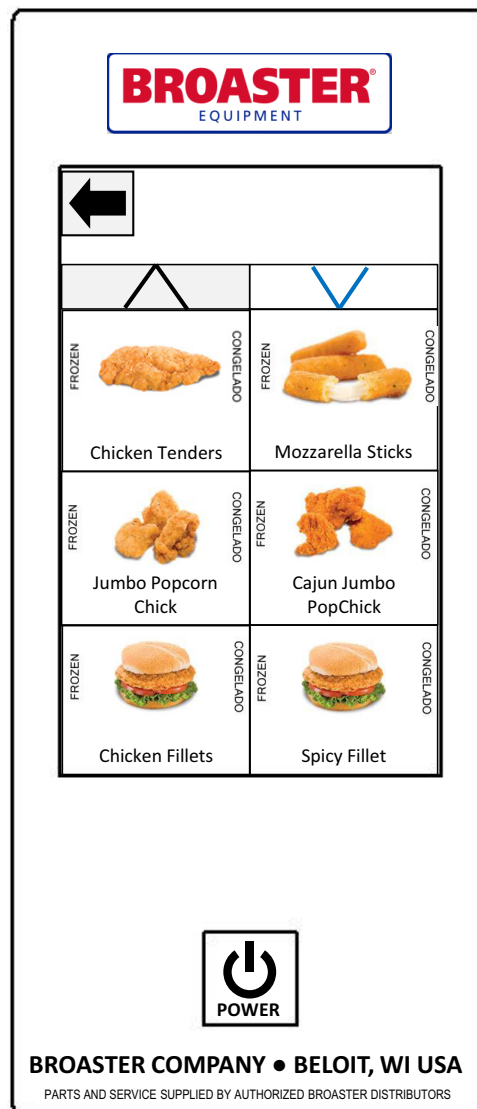 BROASTER®
EQUIPMENT
FROZEN
CONGELADO
Chicken Tenders
FROZEN
CONGELADO
Mozzarella Sticks
FROZEN
CONGELADO
Jumbo Popcorn
Chick
FROZEN
CONGELADO
Cajun Jumbo
PopChick
FROZEN
CONGELADO
Chicken Fillets
FROZEN
CONGELADO
Spicy Fillet
POWER
BROASTER COMPANY ● BELOIT, WI USA
PARTS AND SERVICE SUPPLIED BY AUTHORIZED BROASTER DISTRIBUTORS